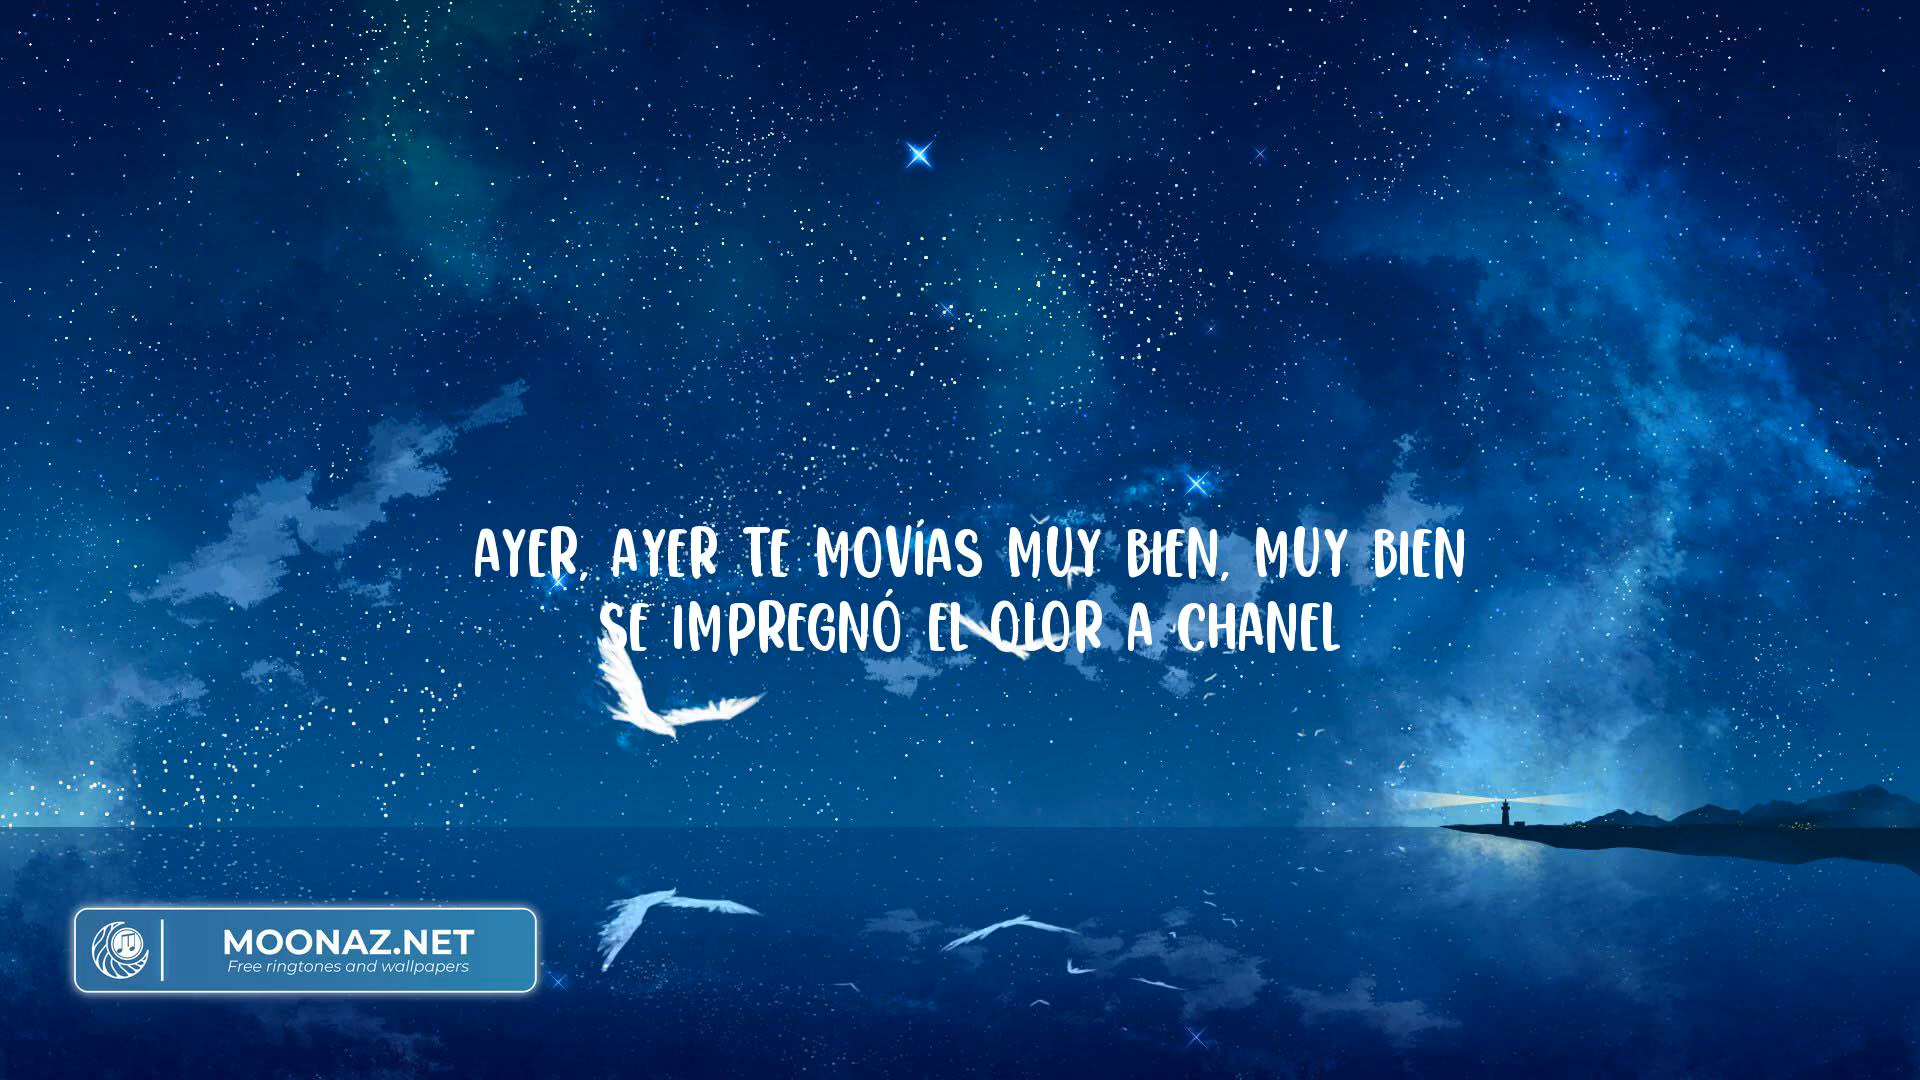 AYER, AYER TE MOVÍAS MUY BIEN, MUY BIEN
SE IMPREGNÓ EL OLOR A CHANEL
MOONAZ.NET
Free ringtones and wallpapers